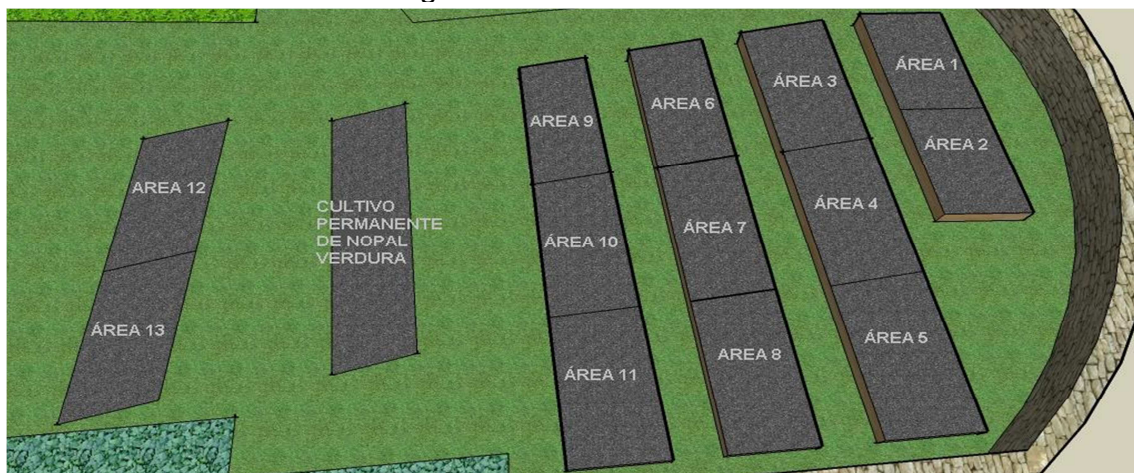 ÁREA 1
ÁREA 2
ÁREA 3
ÁREA 4
ÁREA 5
ÁREA 6
ÁREA 7
ÁREA 8
AREA 9
ÁREA 10
ÁREA 11
CULTIVO
PERMANENTE
DE NOPAL
VERDURA
AREA 12
ÁREA 13